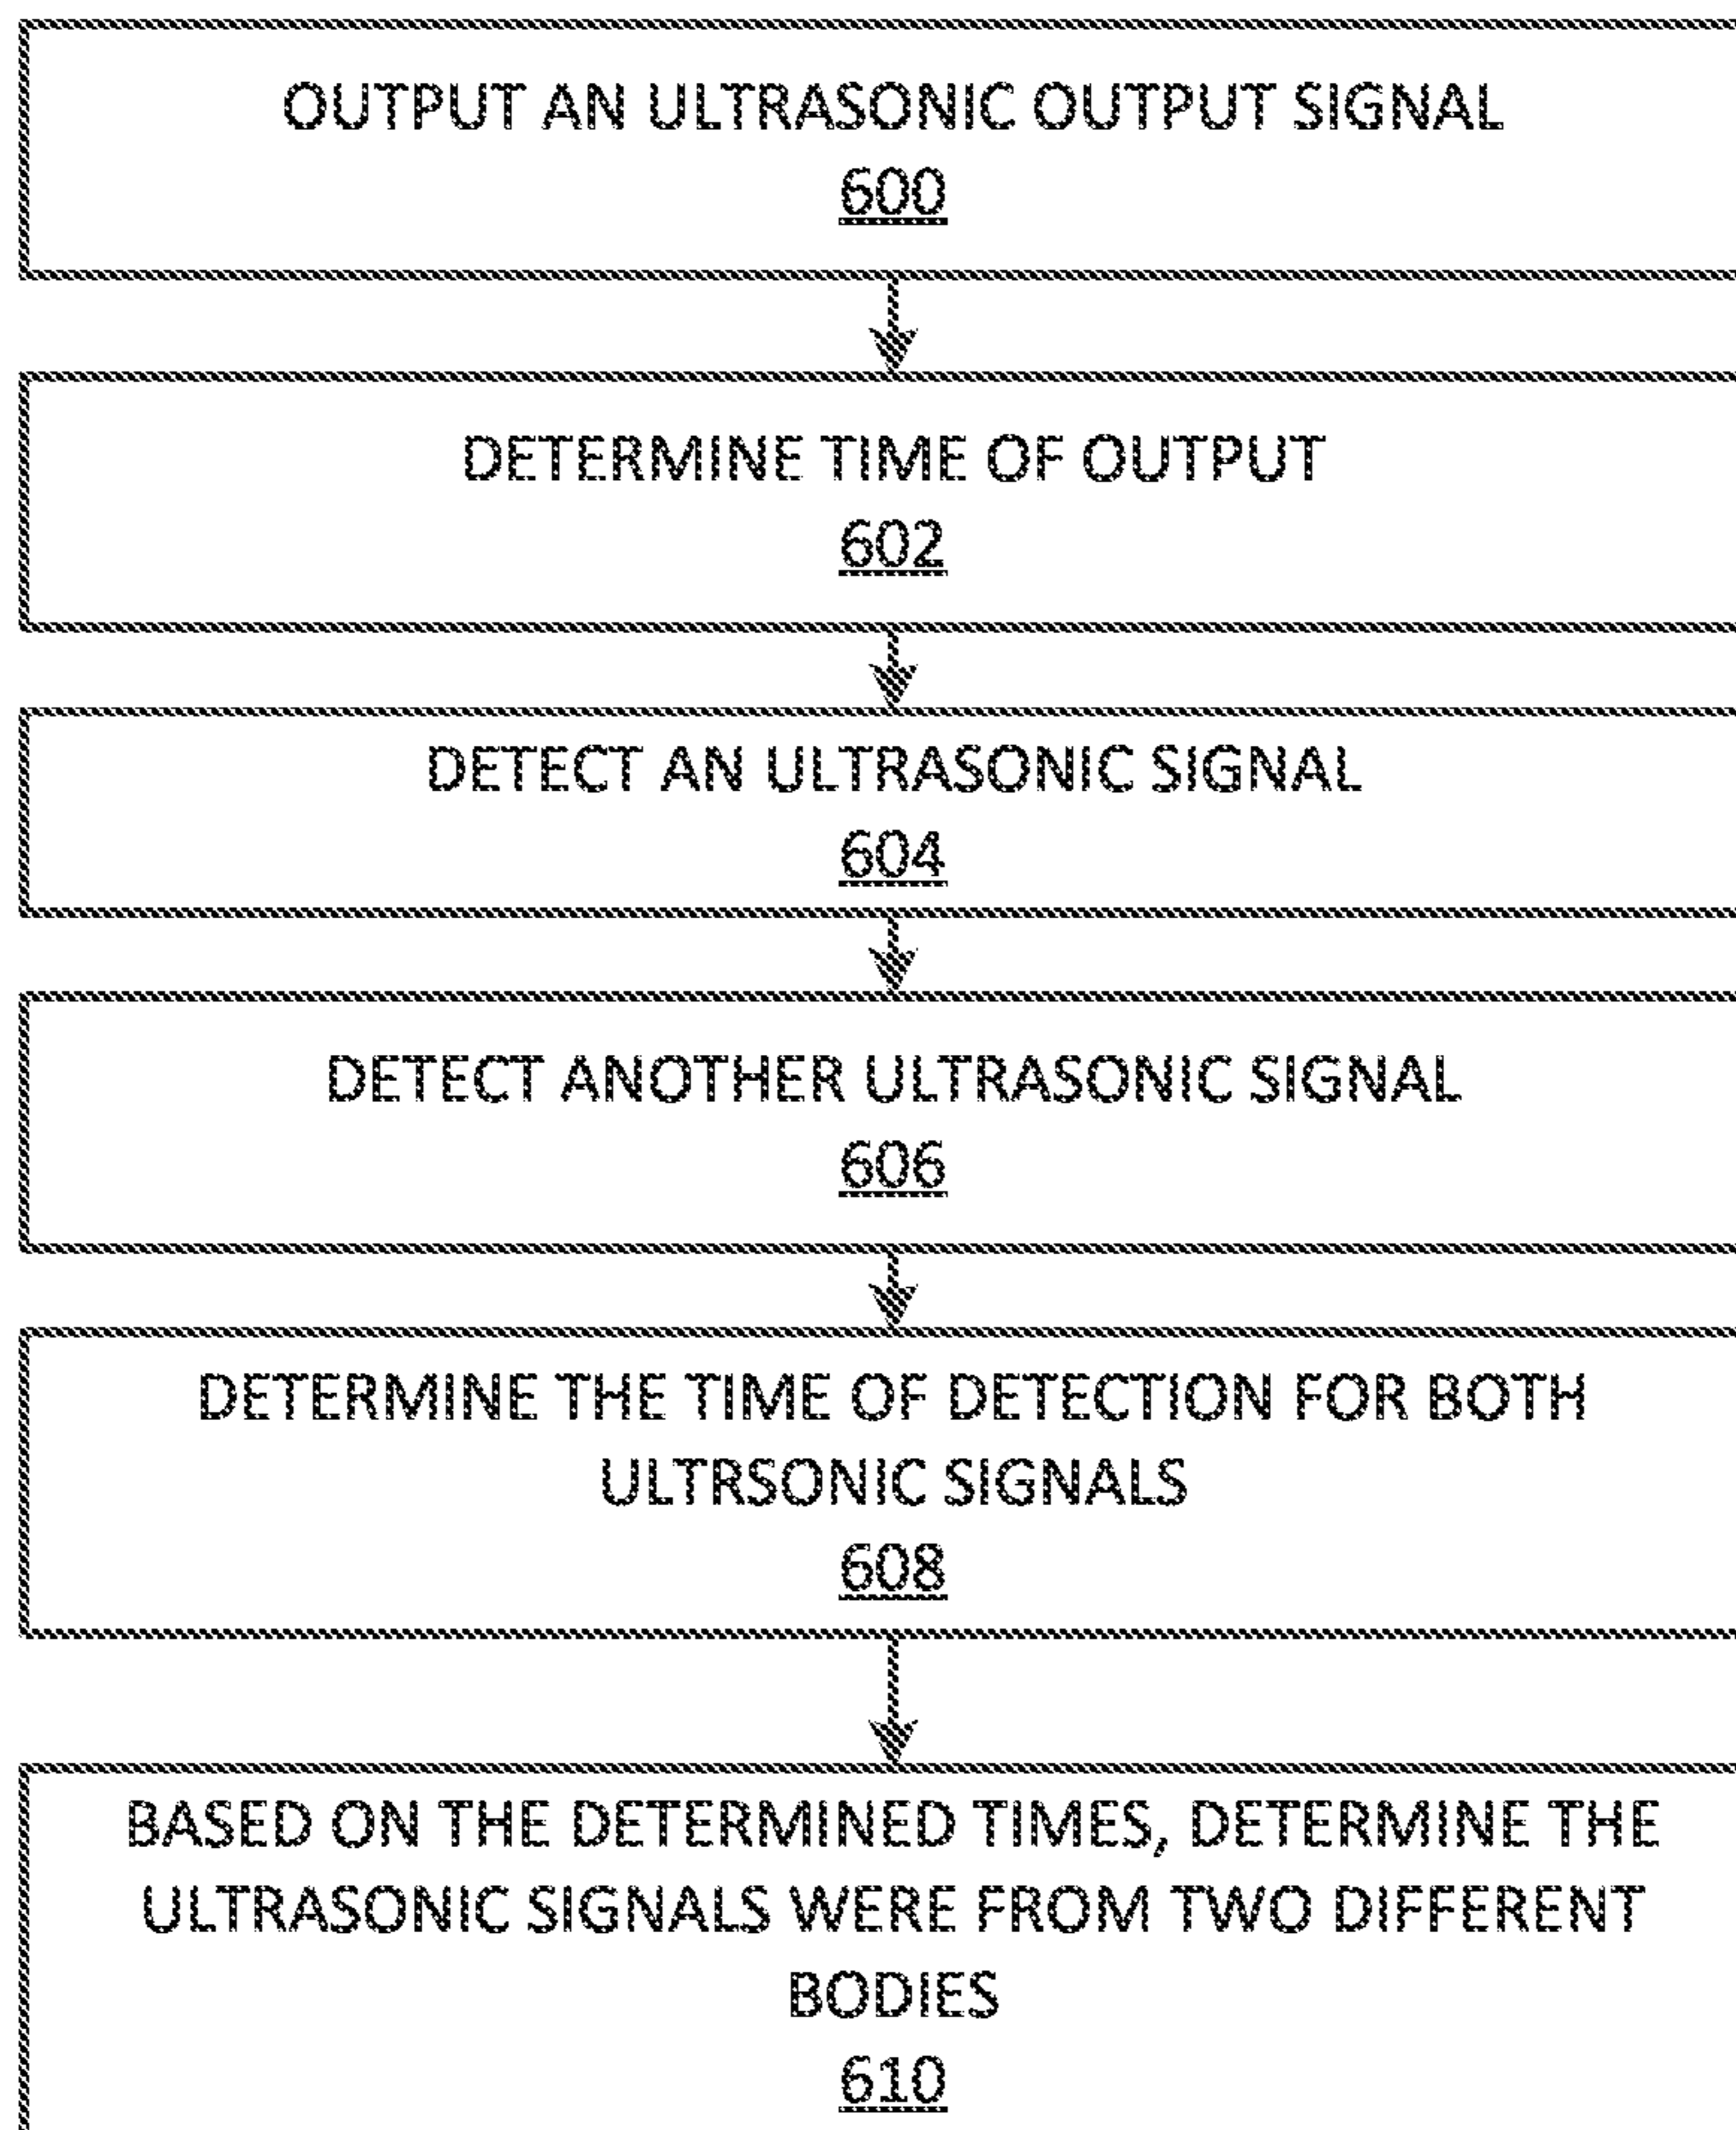 OUTPUT AN ULTRASONIC OUTPUT SIGNAL
600
DETERMINE TIME OF OUTPUT
602
DETECT AN ULTRASONIC SIGNAL
604
DETECT ANOTHER ULTRASONIC SIGNAL
606
DETERMINE THE TIME OF DETECTION FOR BOTH
ULTRSONIC SIGNALS
608
BASED ON THE DETERMINED TIMES, DETERMINE THE
ULTRASONIC SIGNALS WERE FROM TWO DIFFERENT
BODIES
610